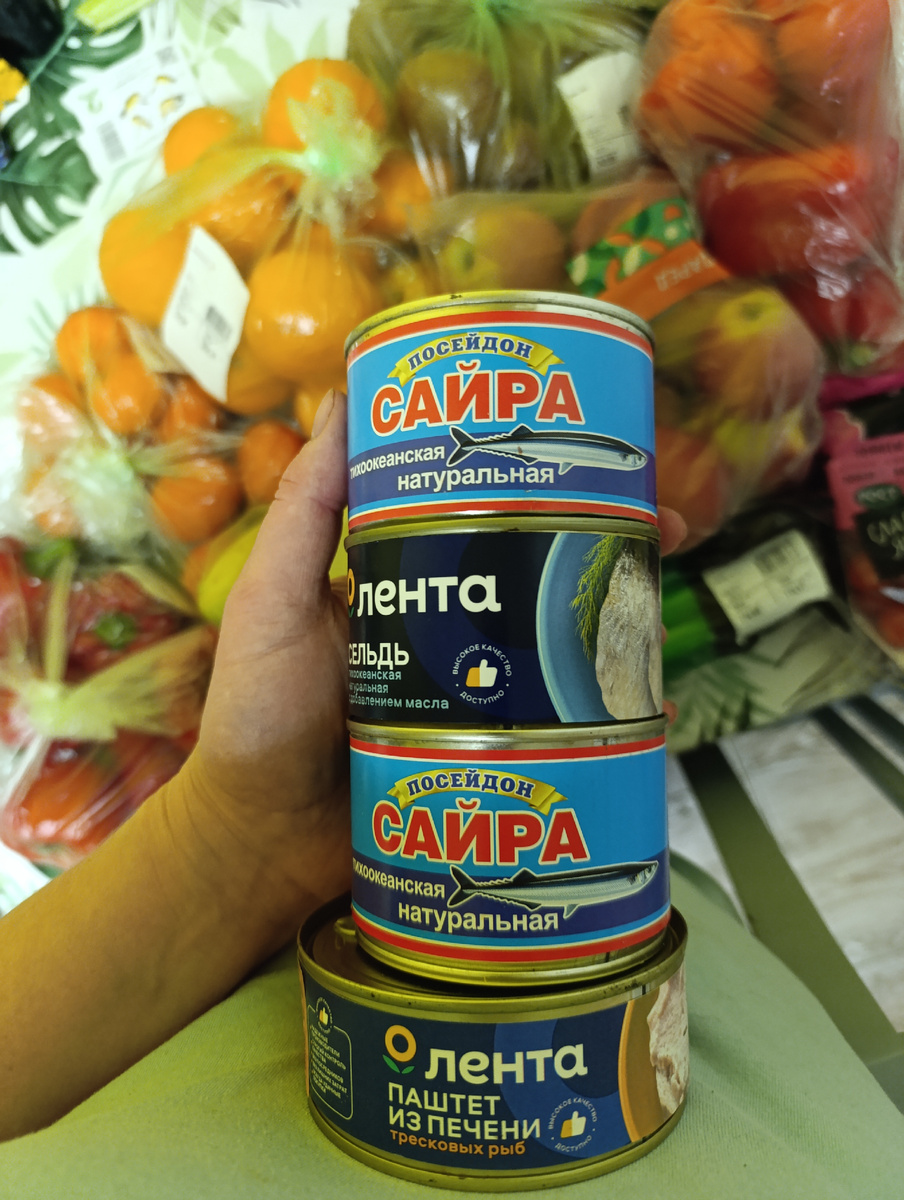 ПОСЕЙДОН
САЙРА
тихоокеанская
натуральная
лента
СЕЛЬДЬ
тихоокеанская
натуральная
с добавлением масла
ВЫСОКОЕ КАЧЕСТВО
ДОСТУПНО
ПОСЕЙДОН
САЙРА
тихоокеанская
натуральная
лента
ПАШТЕТ
ИЗ ПЕЧЕНИ
тресковых рыб
ВЫСОКОЕ КАЧЕСТВО
ДОСТУПНО